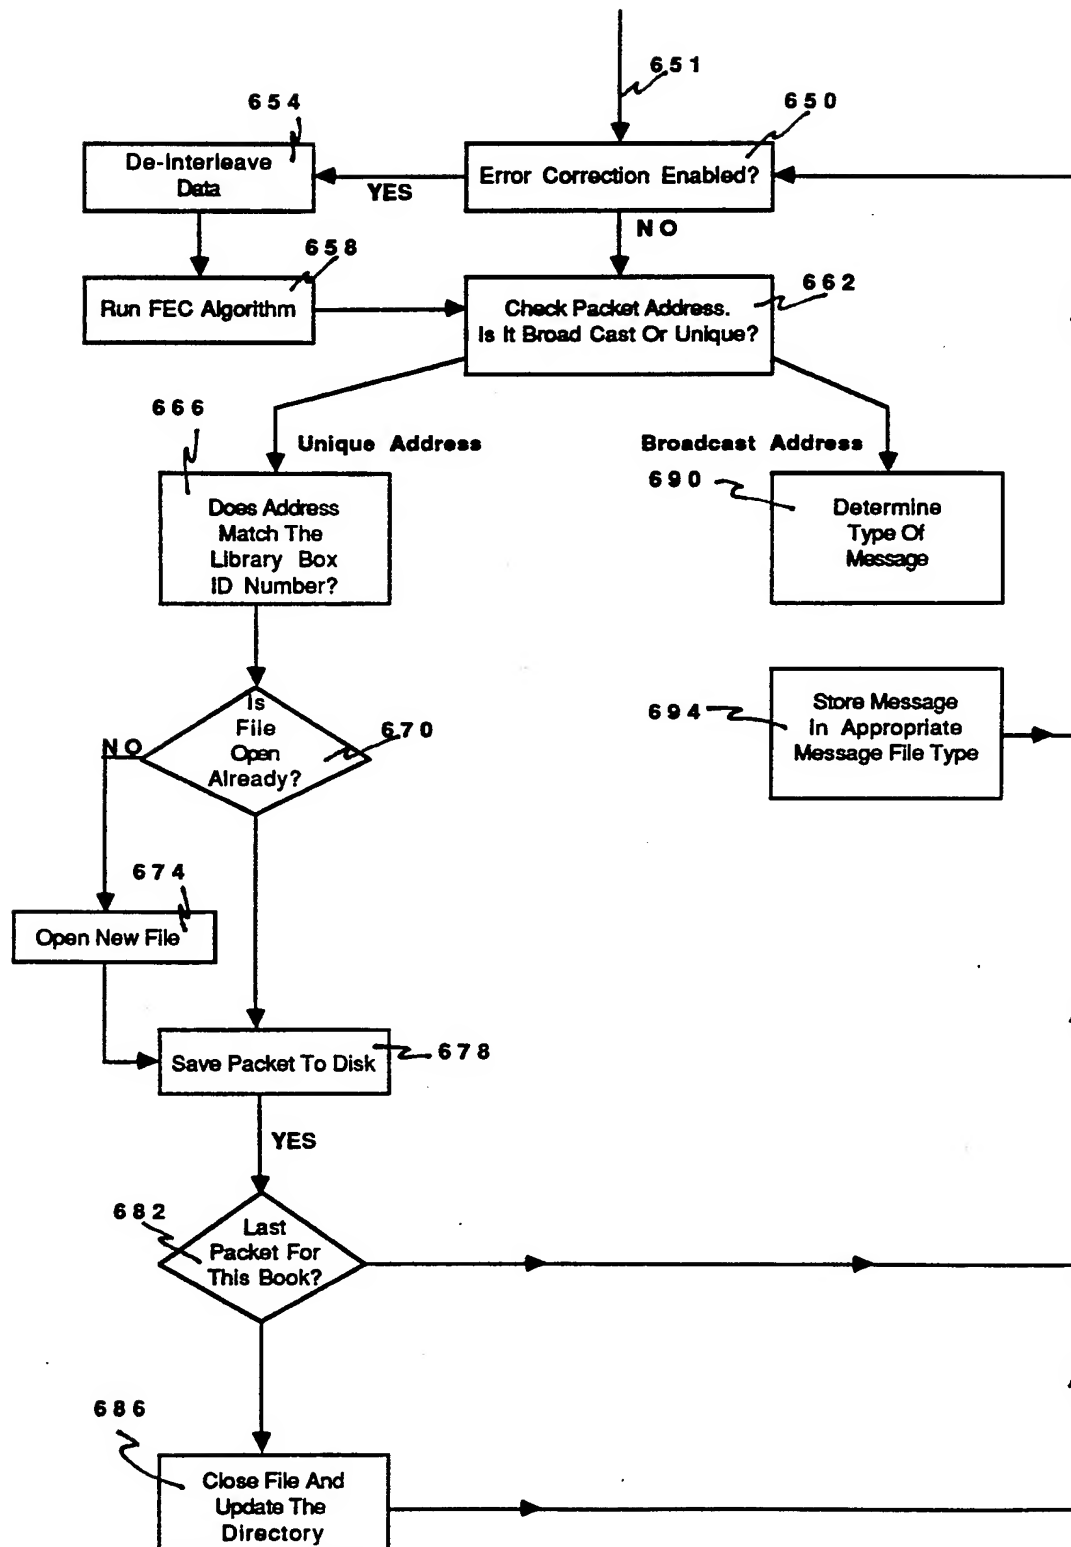 651
654
650
De-Interleave
Data
YES
Error Correction Enabled?
NO
658
Run FEC Algorithm
662
Check Packet Address.
Is It Broad Cast Or Unique?
666
Unique Address
Broadcast Address
690
Does Address
Match The
Library Box
ID Number?
Determine
Type Of
Message
Is
File
Open
Already?
670
NO
694
Store Message
In Appropriate
Message File Type
674
Open New File
Save Packet To Disk
678
YES
682
Last
Packet For
This Book?
686
Close File And
Update The
Directory